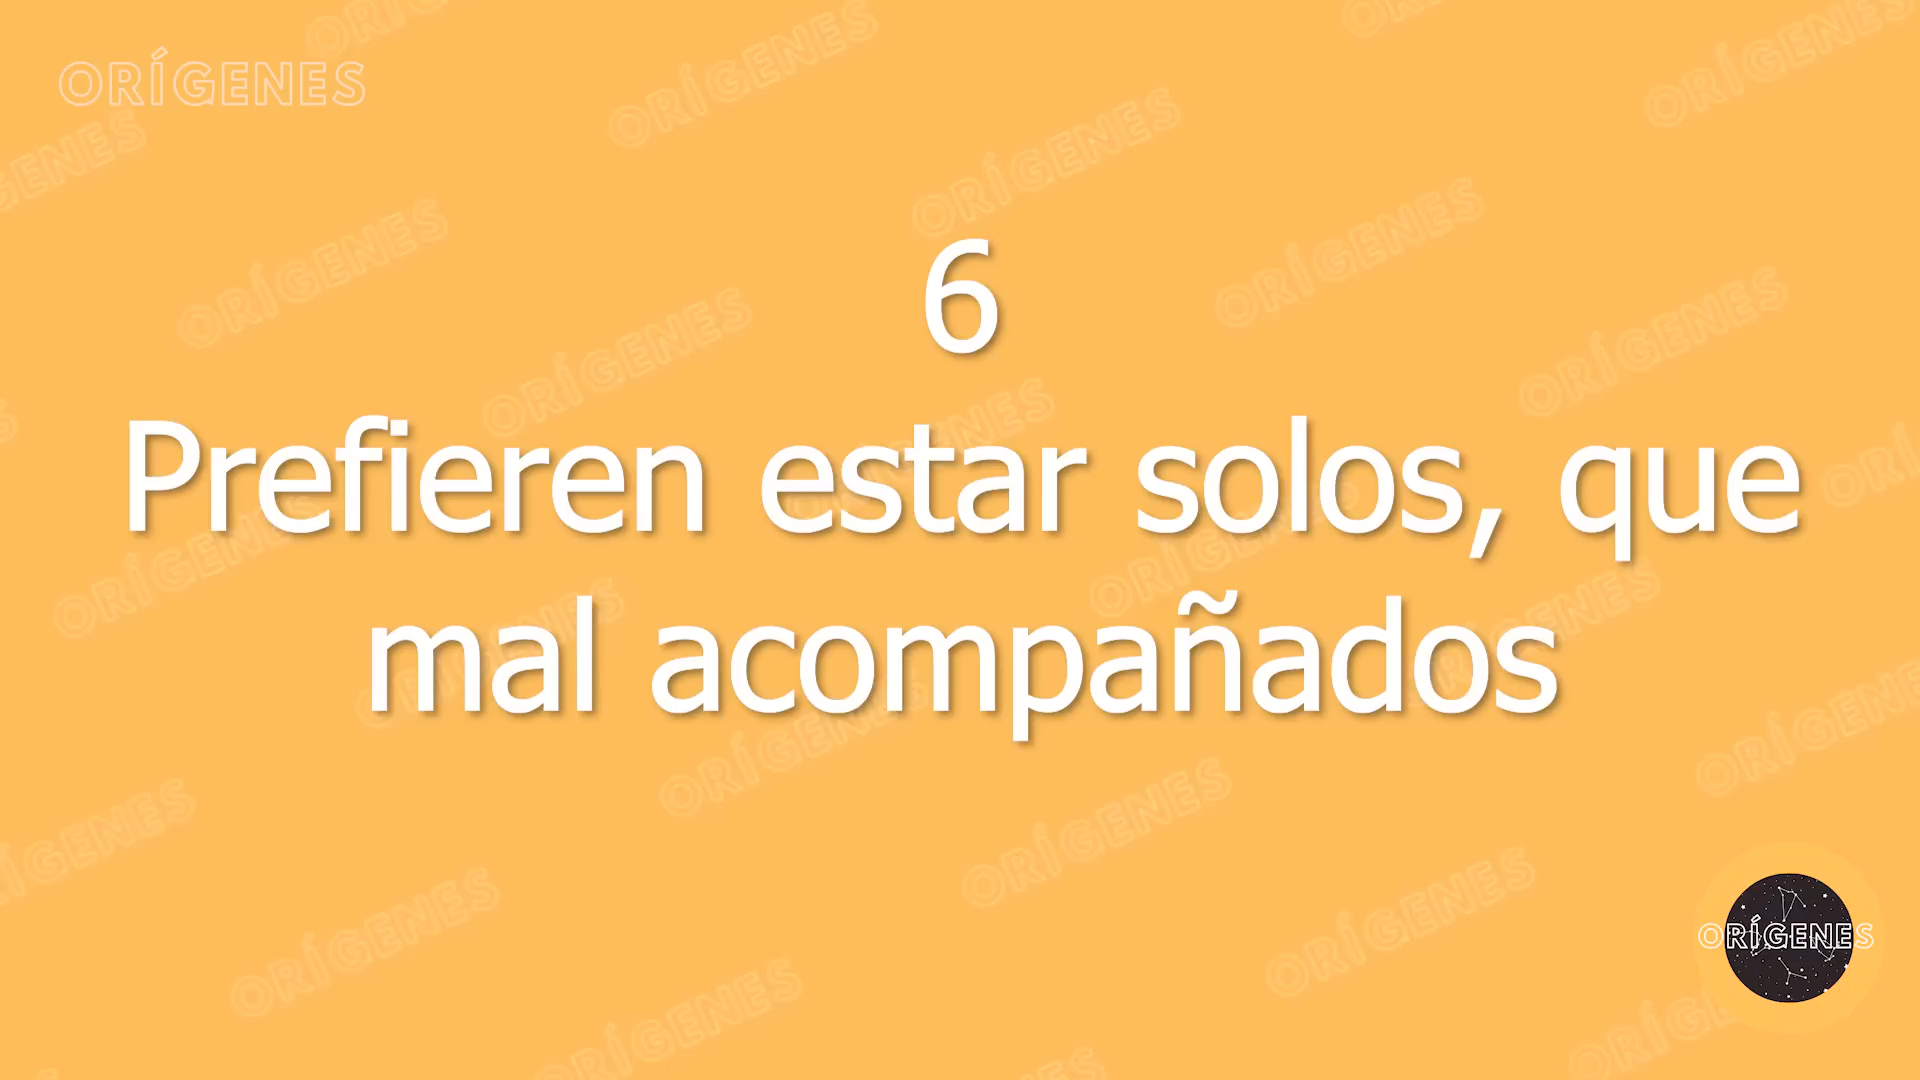 ORÍGENES
6
Prefieren estar solos, que
mal acompañados
ORÍGENES